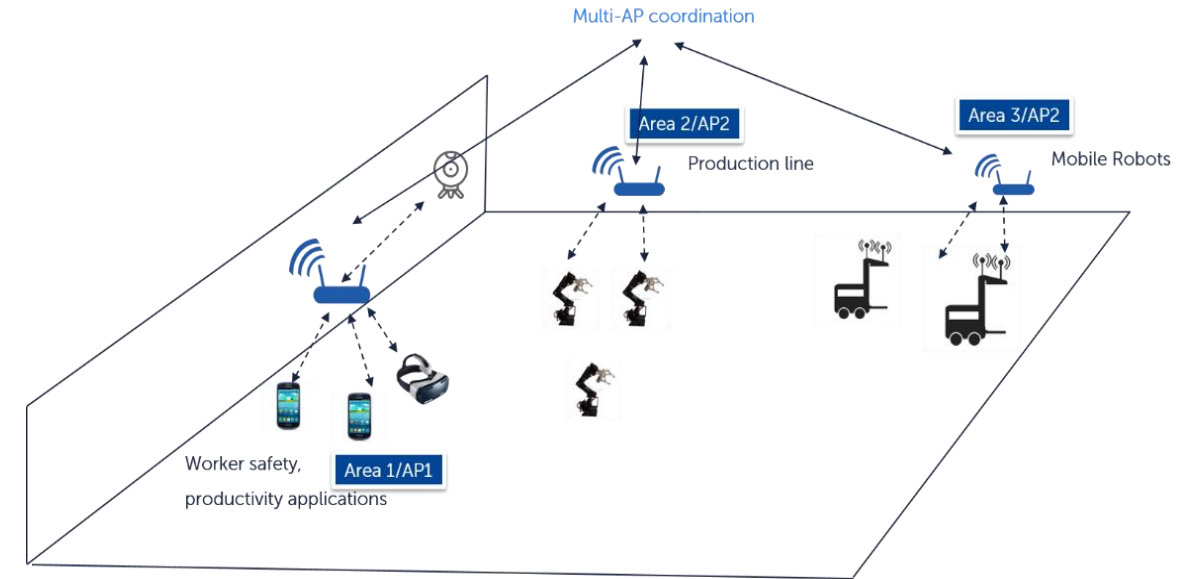 Multi-AP coordination
Area 2/AP2
Area 3/AP2
Production line
Mobile Robots
Worker safety,
productivity applications
Area 1/AP1